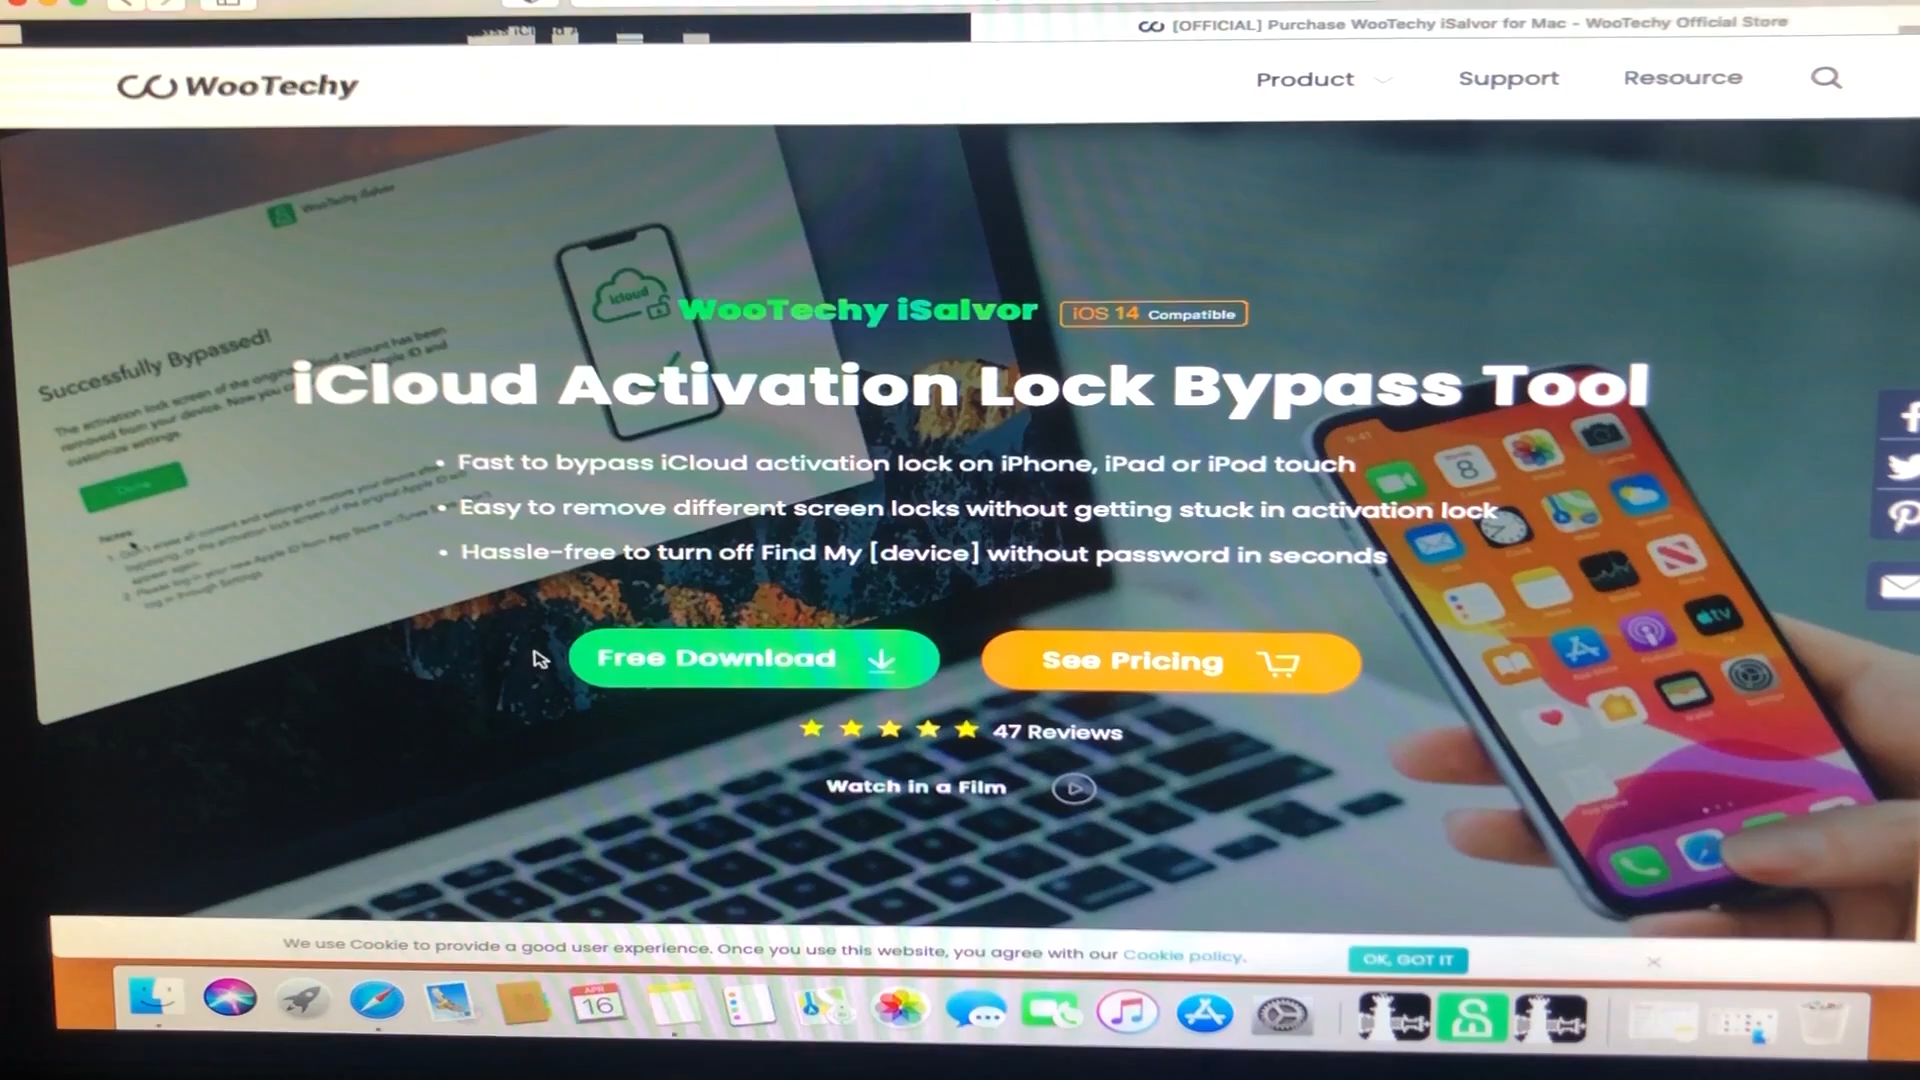 [OFFICIAL] Purchase WooTechy iSalvor for Mac - WooTechy Official Store
WooTechy
Product
Support
Resource
WooTechy iSalvor
Successfully Bypassed!
icloud
WooTechy iSalvor
iOS 14 Compatible
iCloud Activation Lock Bypass Tool
• Fast to bypass iCloud activation lock on iPhone, iPad or iPod touch
• Easy to remove different screen locks without getting stuck in activation lock
• Hassle-free to turn off Find My [device] without password in seconds
Free Download
See Pricing
47 Reviews
Watch in a Film
We use Cookie to provide a good user experience. Once you use this website, you agree with our Cookie policy.
OK, GOT IT
APR
16